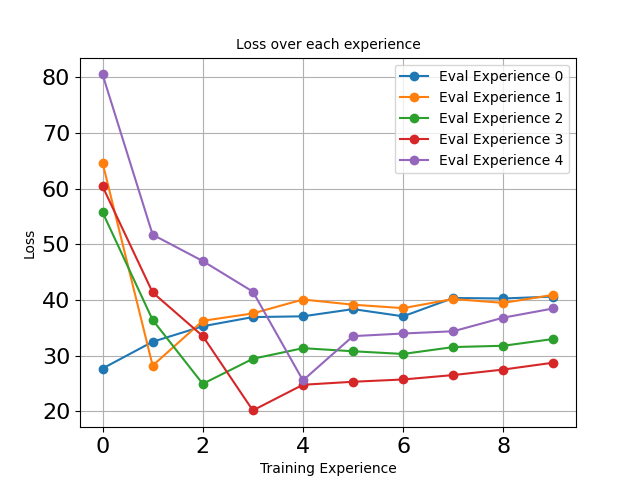 Loss over each experience
80
70
60
50
40
30
20
Loss
Eval Experience 0
Eval Experience 1
Eval Experience 2
Eval Experience 3
Eval Experience 4
0 2 4 6 8
Training Experience